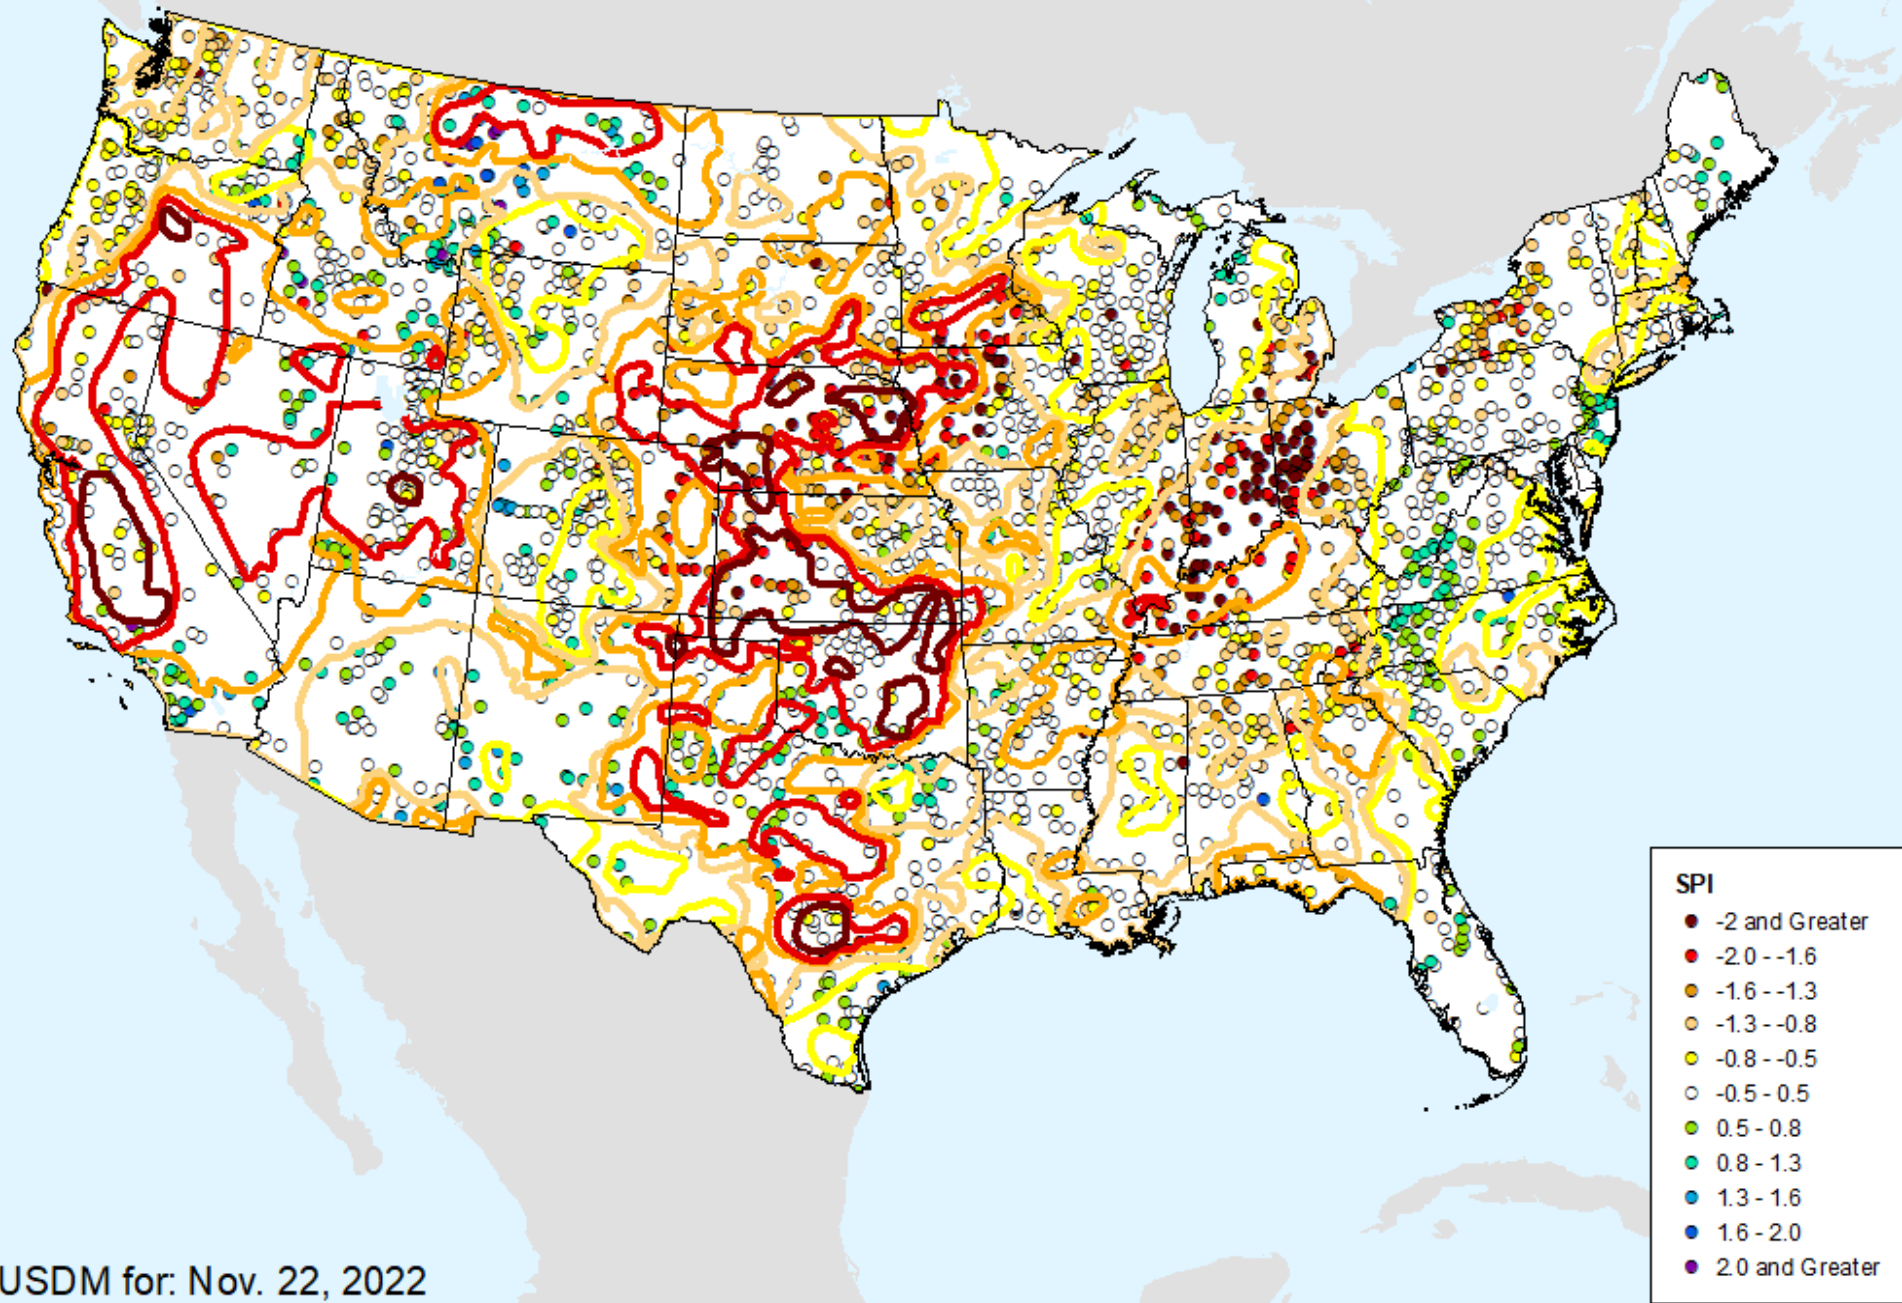 SPI
-2 and Greater
-2.0 - -1.6
-1.6 - -1.3
-1.3 - -0.8
-0.8 - -0.5
-0.5 - 0.5
0.5 - 0.8
0.8 - 1.3
1.3 - 1.6
1.6 - 2.0
2.0 and Greater
USDM for: Nov. 22, 2022